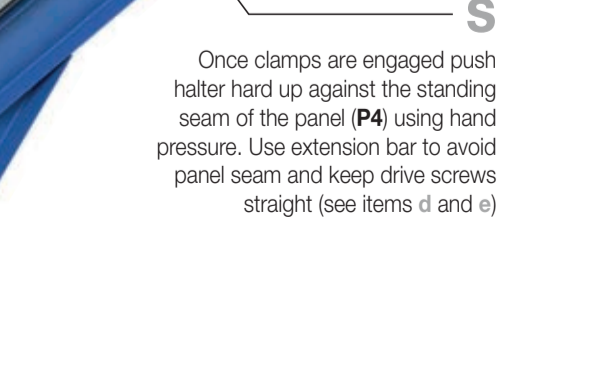 S
Once clamps are engaged push
halter hard up against the standing
seam of the panel (P4) using hand
pressure. Use extension bar to avoid
panel seam and keep drive screws
straight (see items d and e)